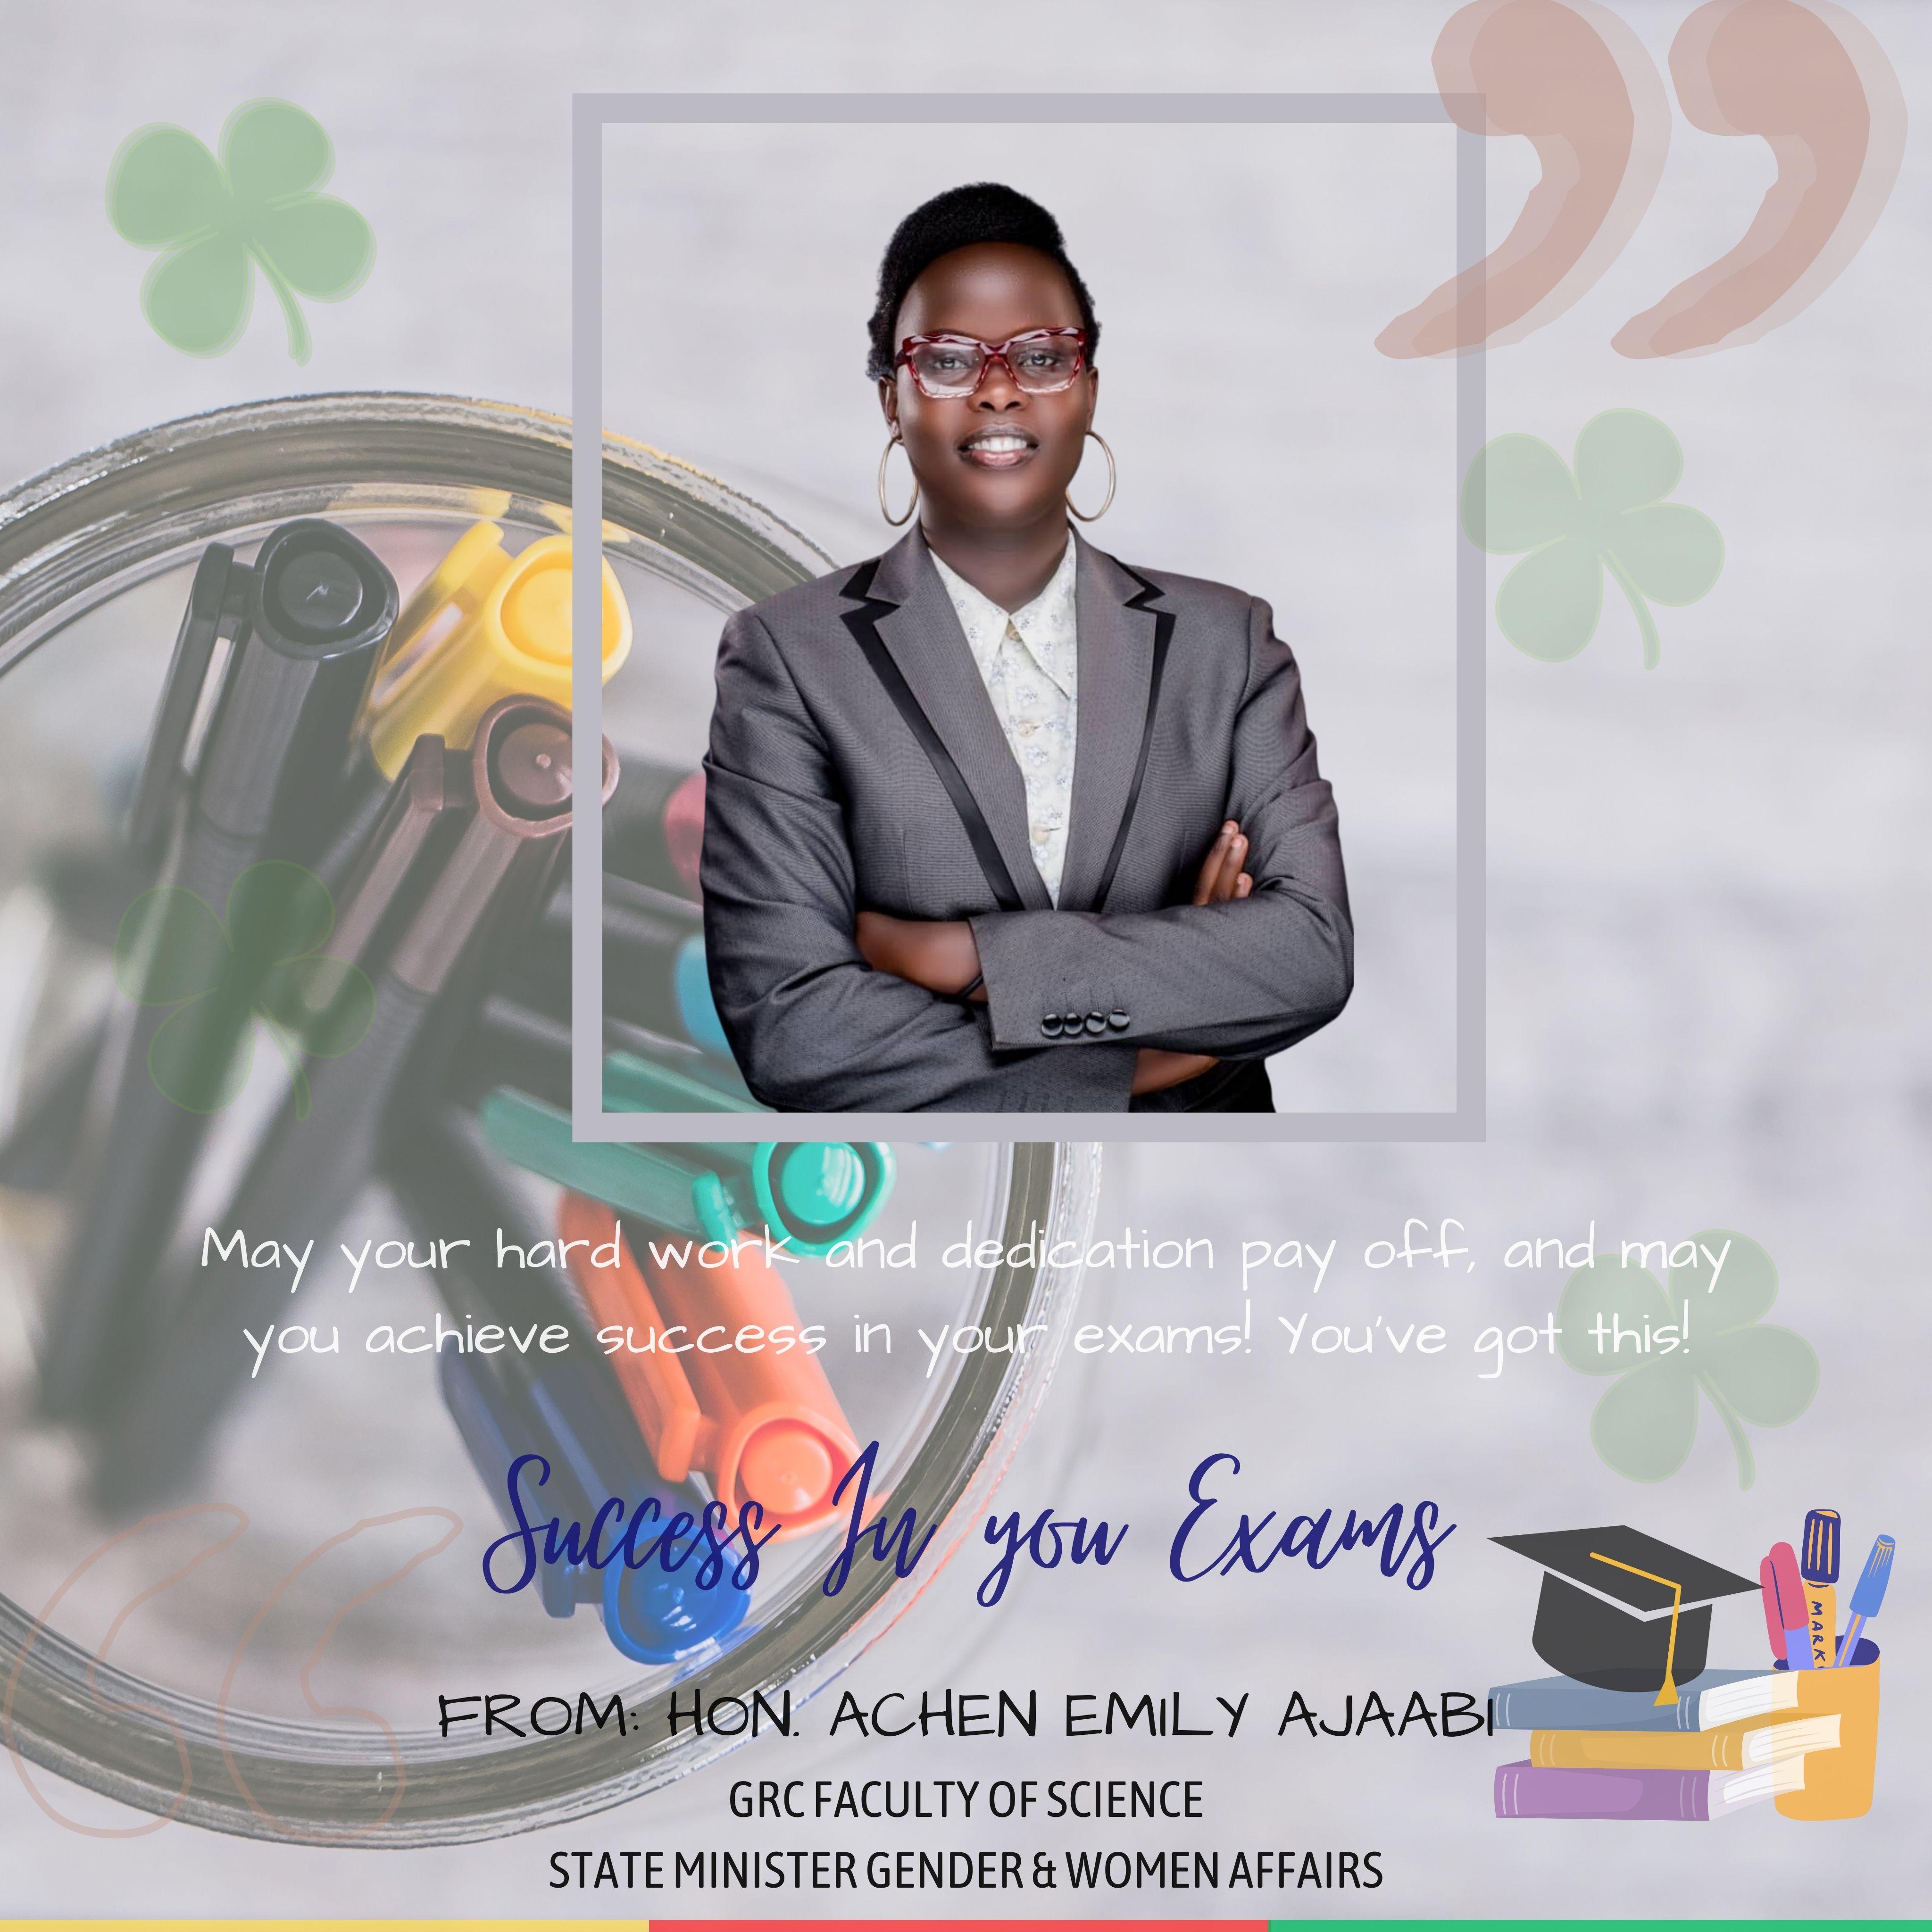 May your hard work and dedication pay off, and may
you achieve success in your exams! You've got this!
Success In you Exams
MARK
FROM: HON. ACHEN EMILY AJAABI
GRC FACULTY OF SCIENCE
STATE MINISTER GENDER & WOMEN AFFAIRS